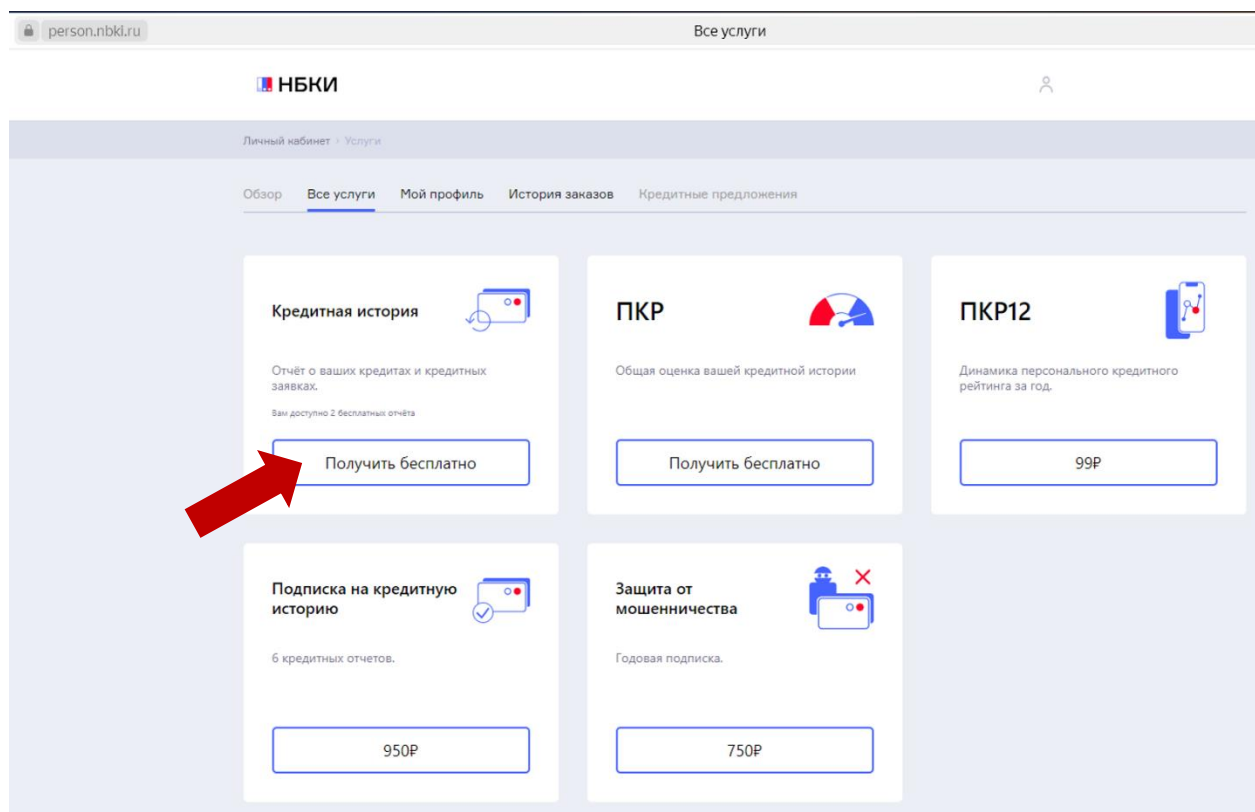 person.nbki.ru
Все услуги
НБКИ
Личный кабинет › Услуги
Обзор Все услуги Мой профиль История заказов Кредитные предложения
Кредитная история
Отчёт о ваших кредитах и кредитных
заявках.
Вам доступно 2 бесплатных отчёта
Получить бесплатно
ПКР
Общая оценка вашей кредитной истории
Получить бесплатно
ПКР12
Динамика персонального кредитного
рейтинга за год.
99₽
Подписка на кредитную
историю
6 кредитных отчетов.
950₽
Защита от
мошенничества
Годовая подписка.
750₽